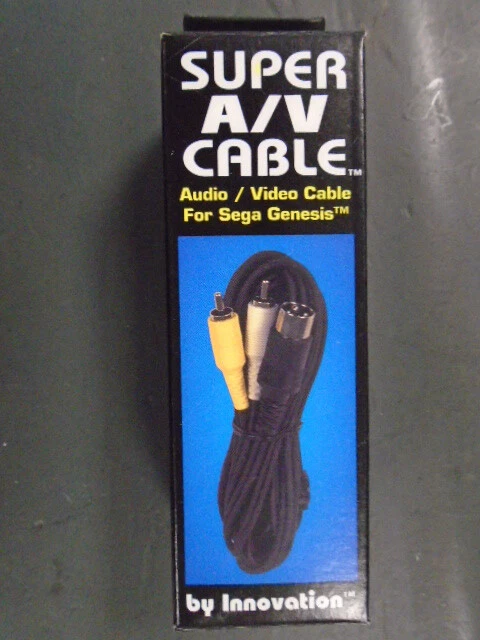 SUPER
A/V
CABLE™
Audio / Video Cable
For Sega Genesis™
by Innovation™